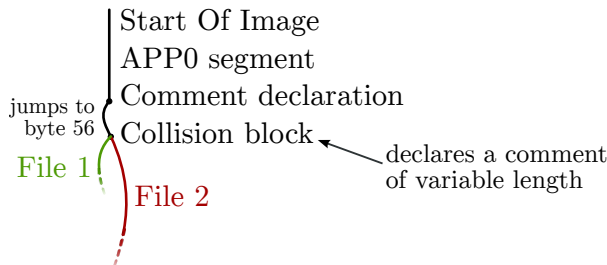 Start Of Image
APP0 segment
Comment declaration
jumps to
byte 56
Collision block
declares a comment
of variable length
File 1
File 2